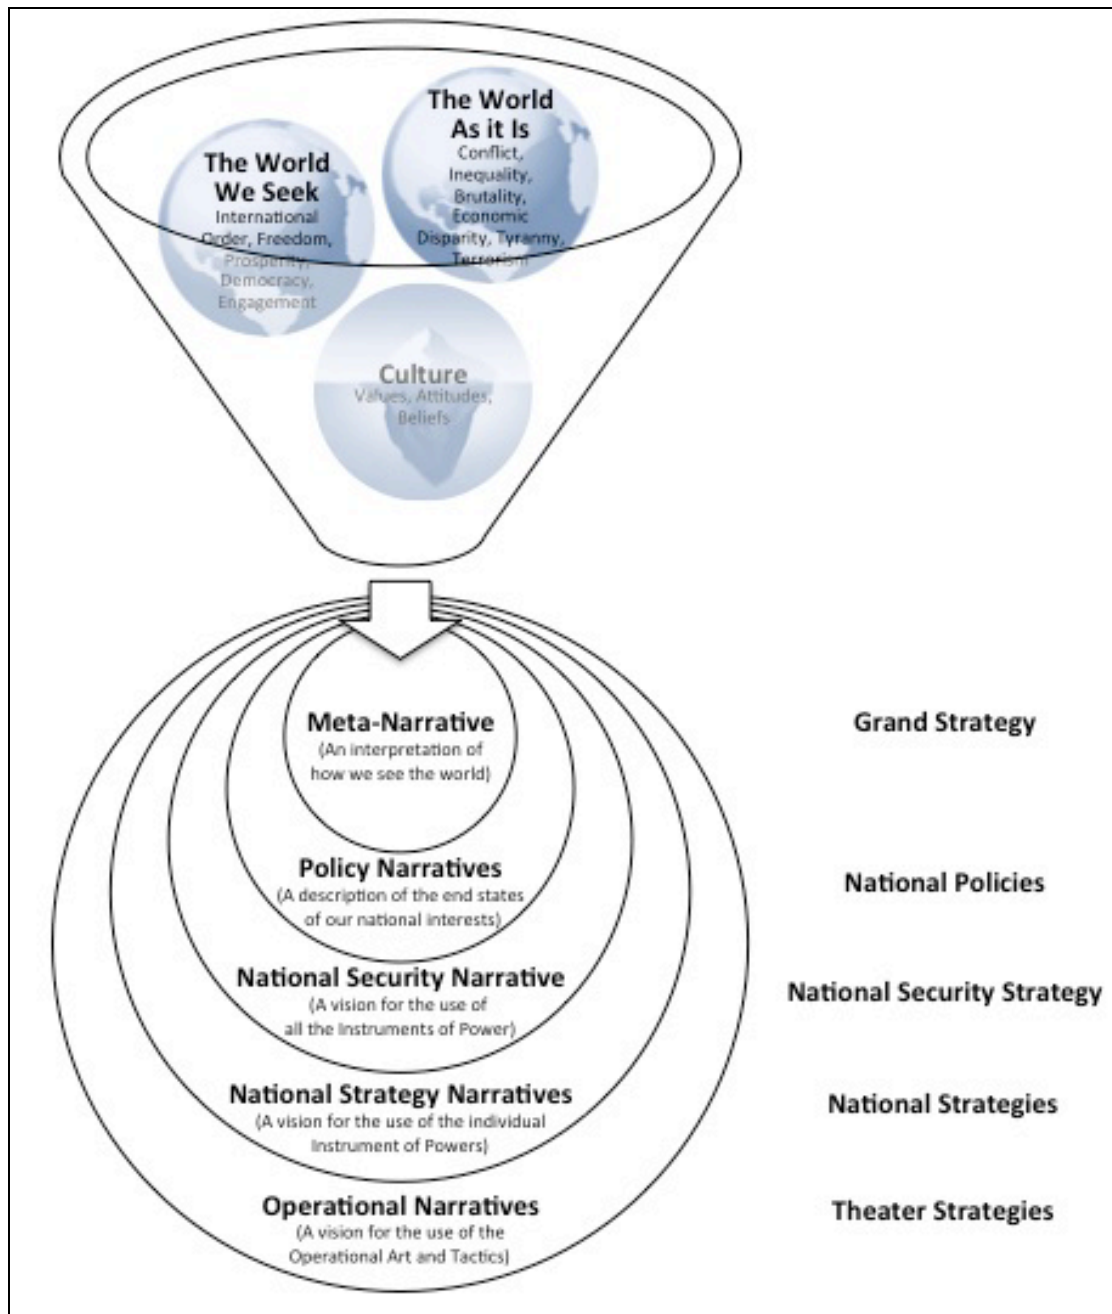 The World
As it Is
Conflict,
Inequality,
Brutality,
Economic
Disparity, Tyranny,
Terrorism
The World
We Seek
International
Order, Freedom,
Prosperity,
Democracy,
Engagement
Culture
Values, Attitudes,
Beliefs
Meta-Narrative
(An interpretation of
how we see the world)
Grand Strategy
Policy Narratives
(A description of the end states
of our national interests)
National Policies
National Security Narrative
(A vision for the use of
all the Instruments of Power)
National Security Strategy
National Strategy Narratives
(A vision for the use of the individual
Instrument of Powers)
National Strategies
Operational Narratives
(A vision for the use of the
Operational Art and Tactics)
Theater Strategies